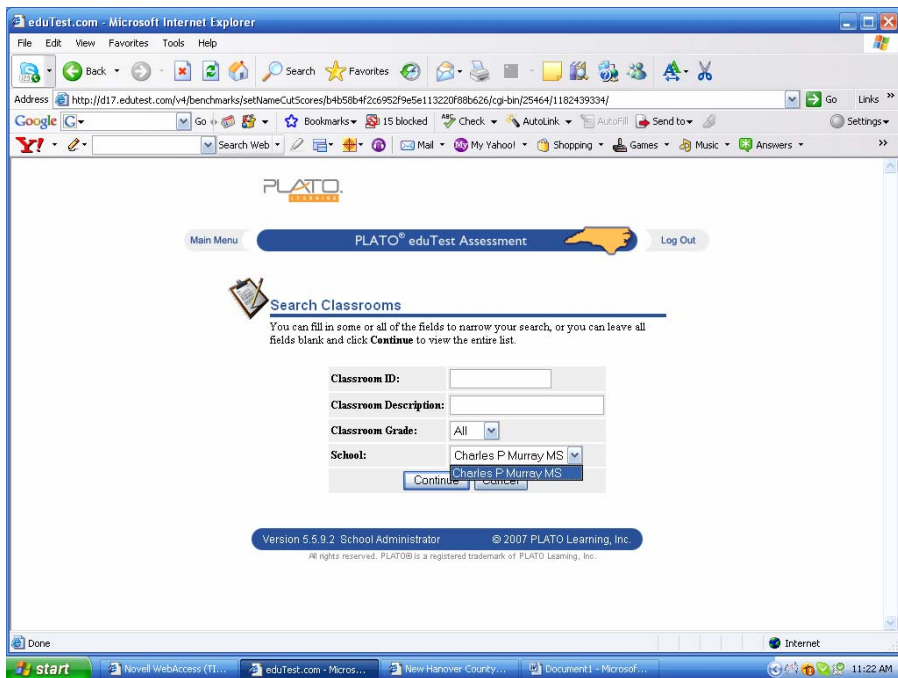 eduTest.com - Microsoft Internet Explorer
File Edit View Favorites Tools Help
Back Search Favorites
Address http://d17.edutest.com/v4/benchmarks/setNameCutScores/b4b58b4f2c6952f9e5e113220f88b626/cgi-bin/25464/1182439334/ Go Links »
Google G Go Bookmarks 15 blocked ABC Check AutoLink AutoFill Send to Settings
Y! Search Web Mail My Yahoo! Shopping Games Music Answers »
PLATO.
LEARNING
Main Menu PLATO® eduTest Assessment Log Out
Search Classrooms
You can fill in some or all of the fields to narrow your search, or you can leave all
fields blank and click Continue to view the entire list.
Classroom ID:
Classroom Description:
Classroom Grade: All
School: Charles P Murray MS
Charles P Murray MS
Continue Cancel
Version 5.5.9.2 School Administrator © 2007 PLATO Learning, Inc.
All rights reserved. PLATO® is a registered trademark of PLATO Learning, Inc.
Done Internet
start Novell WebAccess (TI... eduTest.com - Micros... New Hanover County... Document1 - Microsof... 11:22 AM